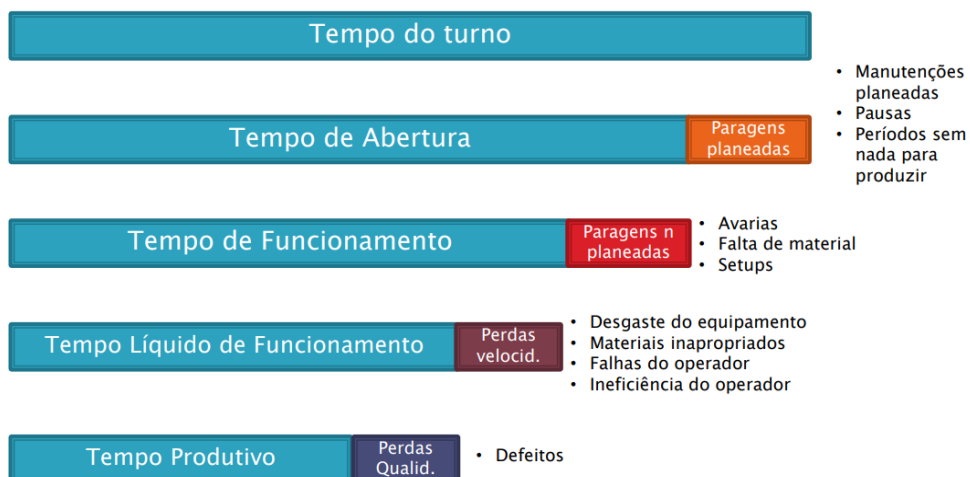 Tempo do turno
Tempo de Abertura
Paragens
planeadas
• Manutenções
planeadas
• Pausas
• Períodos sem
nada para
produzir
Tempo de Funcionamento
Paragens n
planeadas
• Avarias
• Falta de material
• Setups
Tempo Líquido de Funcionamento
Perdas
velocid.
• Desgaste do equipamento
• Materiais inapropriados
• Falhas do operador
• Ineficiência do operador
Tempo Produtivo
Perdas
Qualid.
• Defeitos